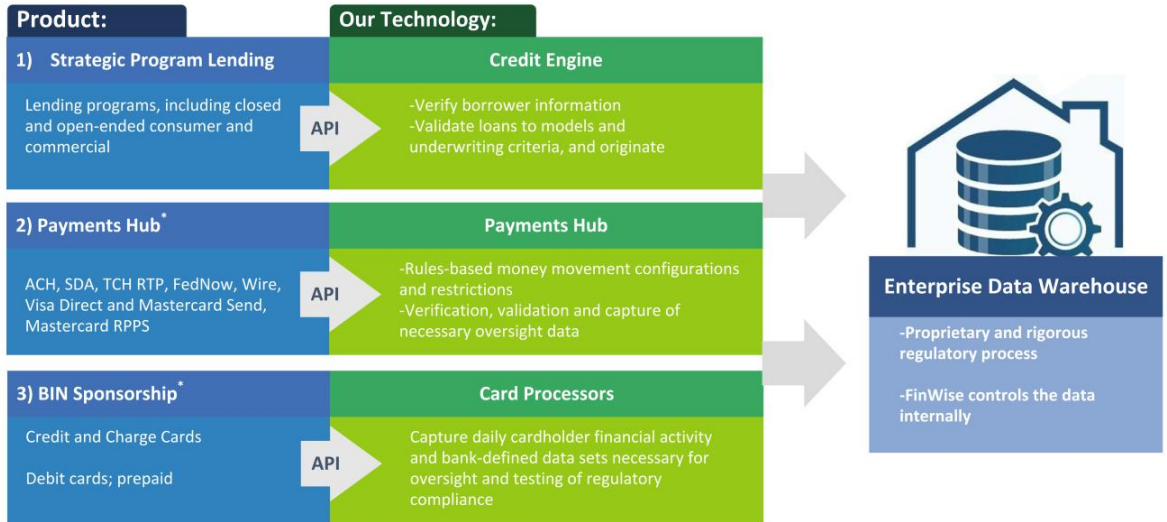 Product:
Our Technology:
1) Strategic Program Lending
Credit Engine
Lending programs, including closed
and open-ended consumer and
commercial
API
-Verify borrower information
-Validate loans to models and
underwriting criteria, and originate
2) Payments Hub*
Payments Hub
ACH, SDA, TCH RTP, FedNow, Wire,
Visa Direct and Mastercard Send,
Mastercard RPPS
API
-Rules-based money movement configurations
and restrictions
-Verification, validation and capture of
necessary oversight data
3) BIN Sponsorship*
Card Processors
Credit and Charge Cards
Debit cards; prepaid
API
Capture daily cardholder financial activity
and bank-defined data sets necessary for
oversight and testing of regulatory
compliance
Enterprise Data Warehouse
-Proprietary and rigorous
regulatory process
-FinWise controls the data
internally